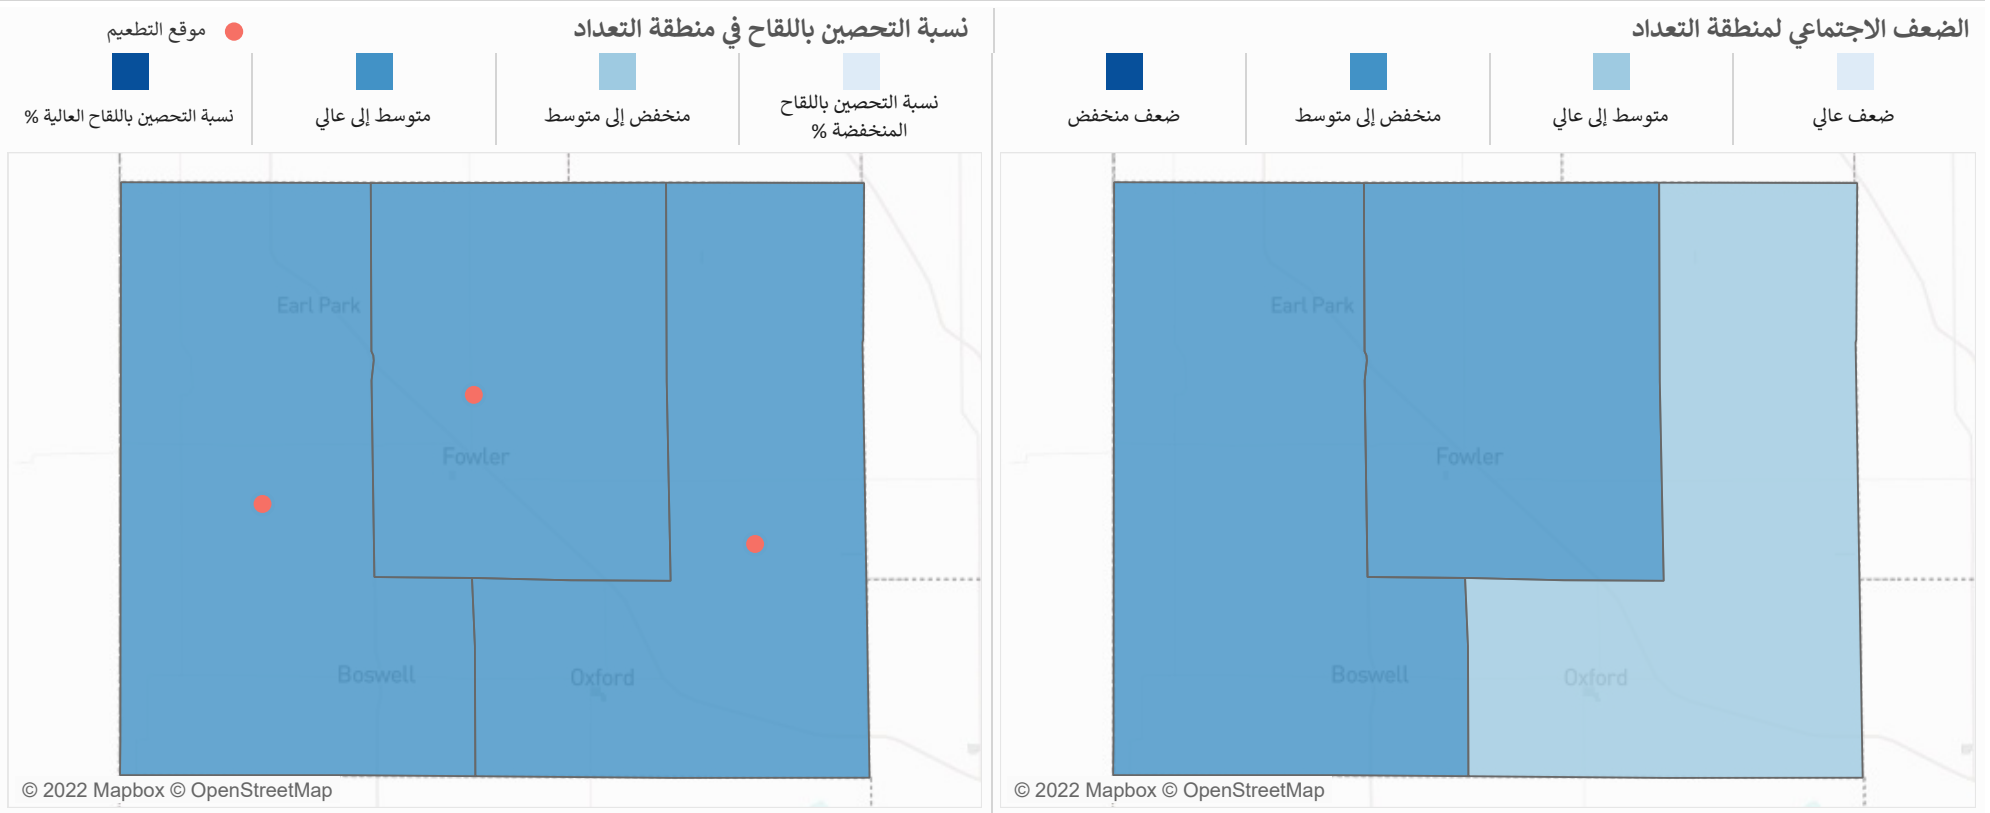 الضعف الاجتماعي لمنطقة التعداد
ضعف عالي
متوسط إلى عالي
منخفض إلى متوسط
ضعف منخفض
Earl Park
Fowler
Boswell
Oxford
© 2022 Mapbox © OpenStreetMap
نسبة التحصين باللقاح في منطقة التعداد
موقع التطعيم
نسبة التحصين باللقاح
المنخفضة %
منخفض إلى متوسط
متوسط إلى عالي
نسبة التحصين باللقاح العالية %
Earl Park
Fowler
Boswell
Oxford
© 2022 Mapbox © OpenStreetMap